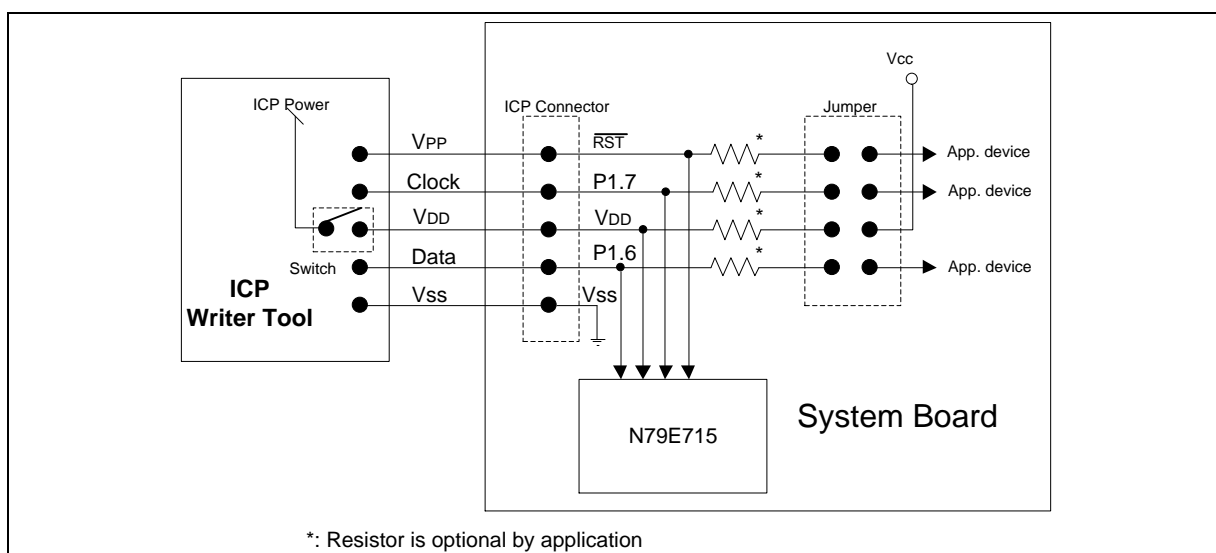 Vcc
ICP Power
ICP Connector
Jumper
VPP
RST
*
App. device
Clock
P1.7
*
App. device
VDD
VDD
*
Switch
Data
P1.6
*
App. device
ICP
Writer Tool
Vss
Vss
System Board
N79E715
*: Resistor is optional by application